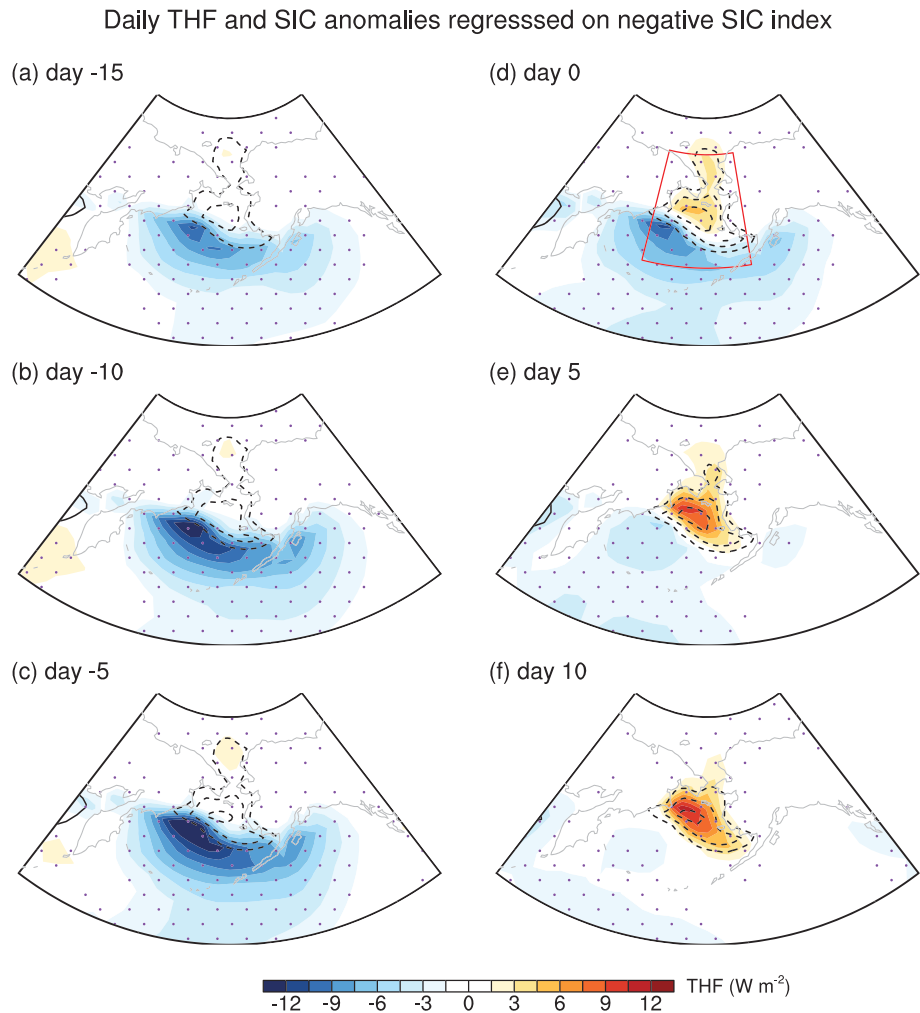 Daily THF and SIC anomalies regresssed on negative SIC index
(a) day -15
(d) day 0
(b) day -10
(e) day 5
(c) day -5
(f) day 10
THF (W m-2)
-12 -9 -6 -3 0 3 6 9 12